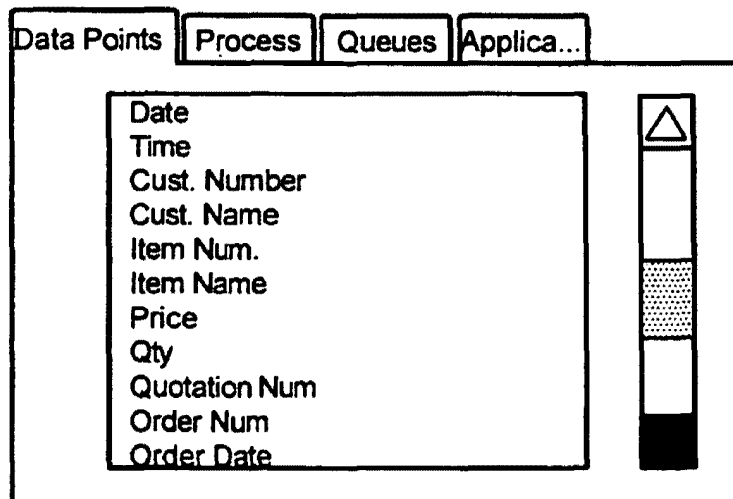 Data Points Process Queues Applica...
Date
Time
Cust. Number
Cust. Name
Item Num.
Item Name
Price
Qty
Quotation Num
Order Num
Order Date